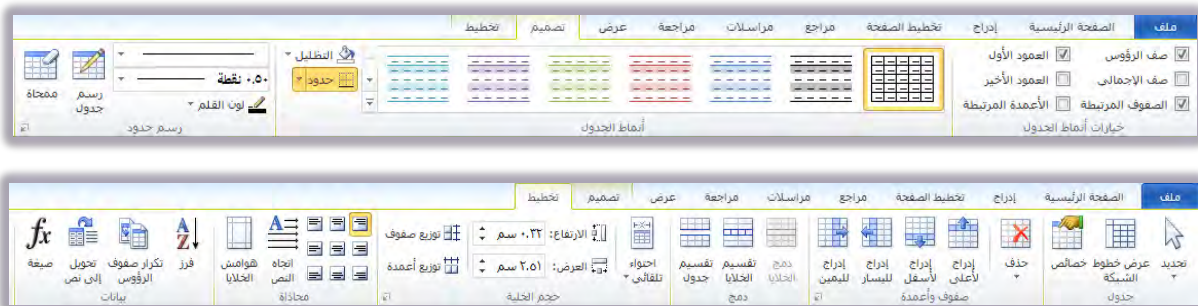 ملف الصفحة الرئيسية إدراج تخطيط الصفحة مراجع مراسلات مراجعة عرض تصميم تخطيط
صف الرؤوس العمود الأول
صف الإجمالى العمود الأخير
الصفوف المرتبطة الأعمدة المرتبطة
خيارات أنماط الجدول
أنماط الجدول
التظليل
حدود
٠.٥٠ نقطة
لون القلم
رسم جدول
ممحاة
رسم حدود
ملف الصفحة الرئيسية إدراج تخطيط الصفحة مراجع مراسلات مراجعة عرض تصميم تخطيط
تحديد
عرض خطوط الشبكة
خصائص
جدول
حذف
إدراج لأعلى
إدراج لأسفل
إدراج لليسار
إدراج لليمين
صفوف وأعمدة
دمج الخلايا
تقسيم الخلايا
تقسيم جدول
دمج
احتواء تلقائي
الارتفاع: ٠.٣٢ سم
العرض: ٢.٥١ سم
توزيع صفوف
توزيع أعمدة
حجم الخلية
اتجاه النص
هوامش الخلايا
محاذاة
فرز
تكرار صفوف الرؤوس
تحويل إلى نص
fx
صيغة
بيانات